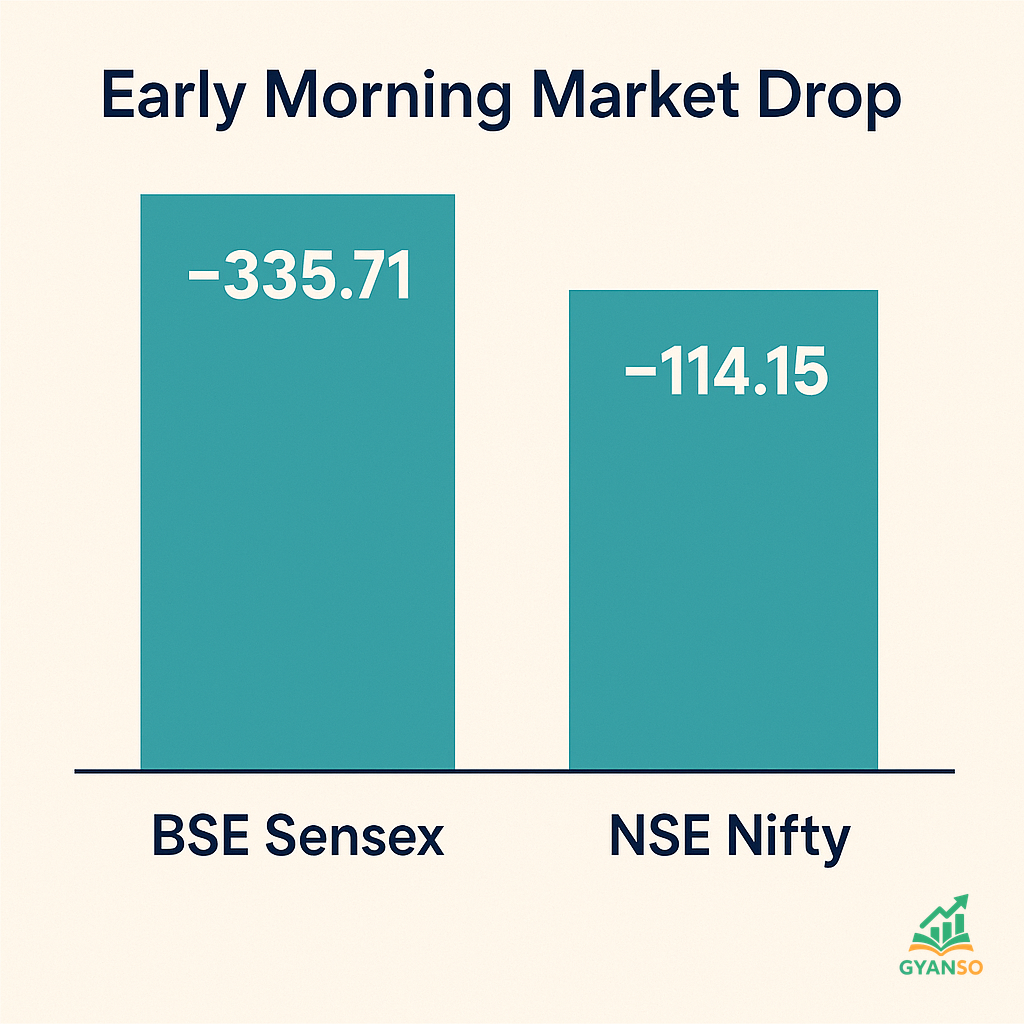 Early Morning Market Drop
−335.71
−114.15
BSE Sensex
NSE Nifty
GYANSO